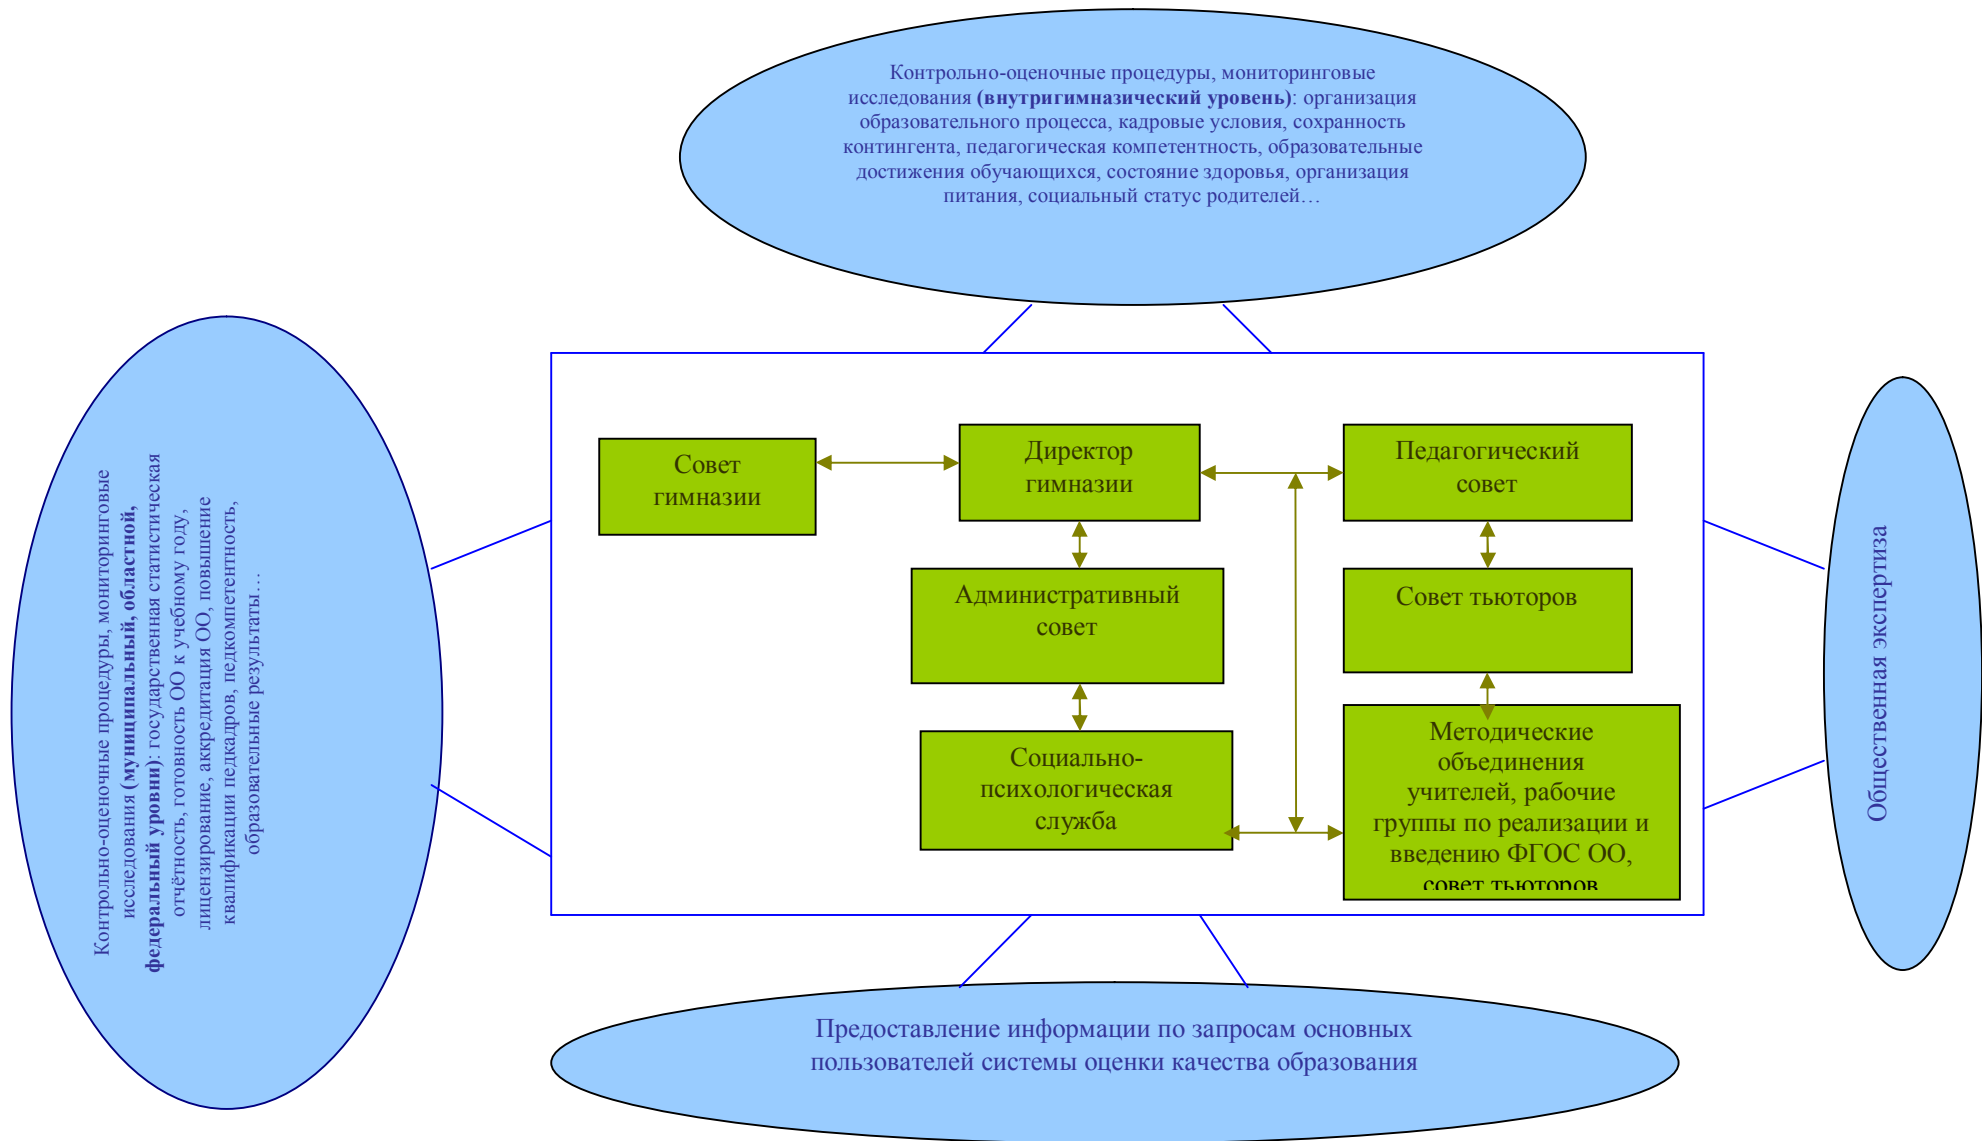 Контрольно-оценочные процедуры, мониторинговые
исследования (внутригимназический уровень): организация
образовательного процесса, кадровые условия, сохранность
контингента, педагогическая компетентность, образовательные
достижения обучающихся, состояние здоровья, организация
питания, социальный статус родителей…
Контрольно-оценочные процедуры, мониторинговые
исследования (муниципальный, областной,
федеральный уровни): государственная статистическая
отчётность, готовность ОО к учебному году,
лицензирование, аккредитация ОО, повышение
квалификации педкадров, педкомпетентность,
образовательные результаты…
Совет
гимназии
Директор
гимназии
Педагогический
совет
Административный
совет
Совет тьюторов
Социально-
психологическая
служба
Методические
объединения
учителей, рабочие
группы по реализации и
введению ФГОС ОО,
совет тьюторов
Общественная экспертиза
Предоставление информации по запросам основных
пользователей системы оценки качества образования